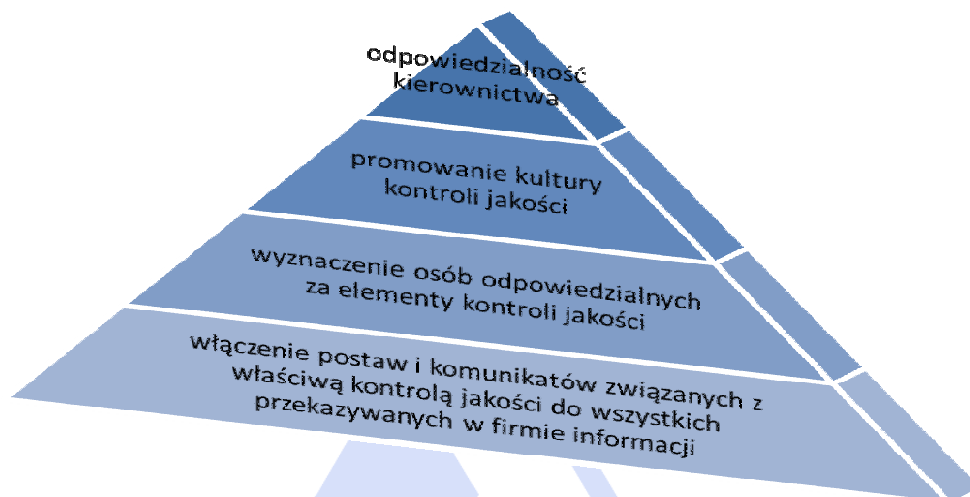 odpowiedzialność
kierownictwa
promowanie kultury
kontroli jakości
wyznaczenie osób odpowiedzialnych
za elementy kontroli jakości
włączenie postaw i komunikatów związanych z
właściwą kontrolą jakości do wszystkich
przekazywanych w firmie informacji